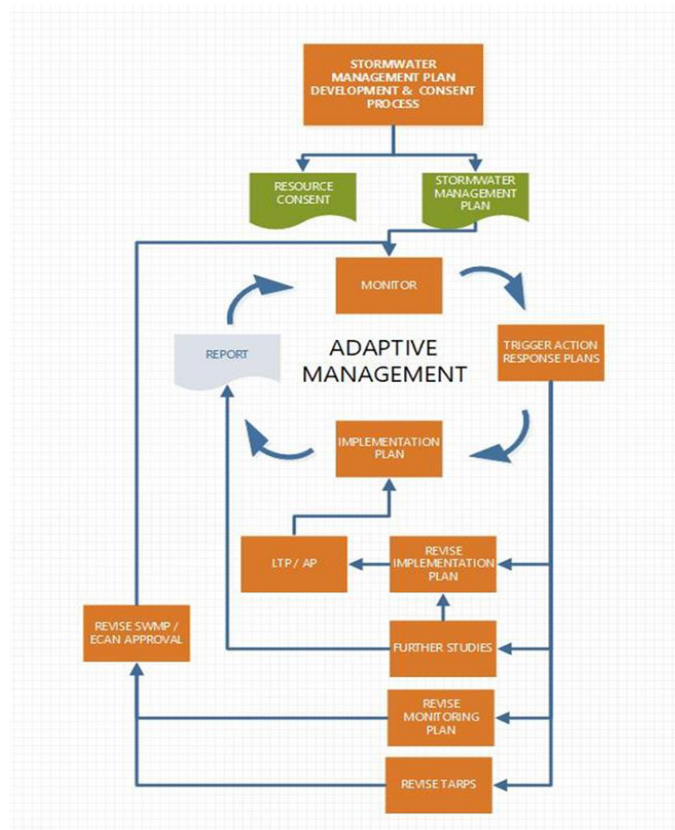 STORMWATER
MANAGEMENT PLAN
DEVELOPMENT & CONSENT
PROCESS
RESOURCE
CONSENT
STORMWATER
MANAGEMENT
PLAN
MONITOR
TRIGGER ACTION
RESPONSE PLANS
REPORT
ADAPTIVE
MANAGEMENT
IMPLEMENTATION
PLAN
LTP / AP
REVISE
IMPLEMENTATION
PLAN
REVISE SWMP /
ECAN APPROVAL
FURTHER STUDIES
REVISE
MONITORING
PLAN
REVISE TARPS